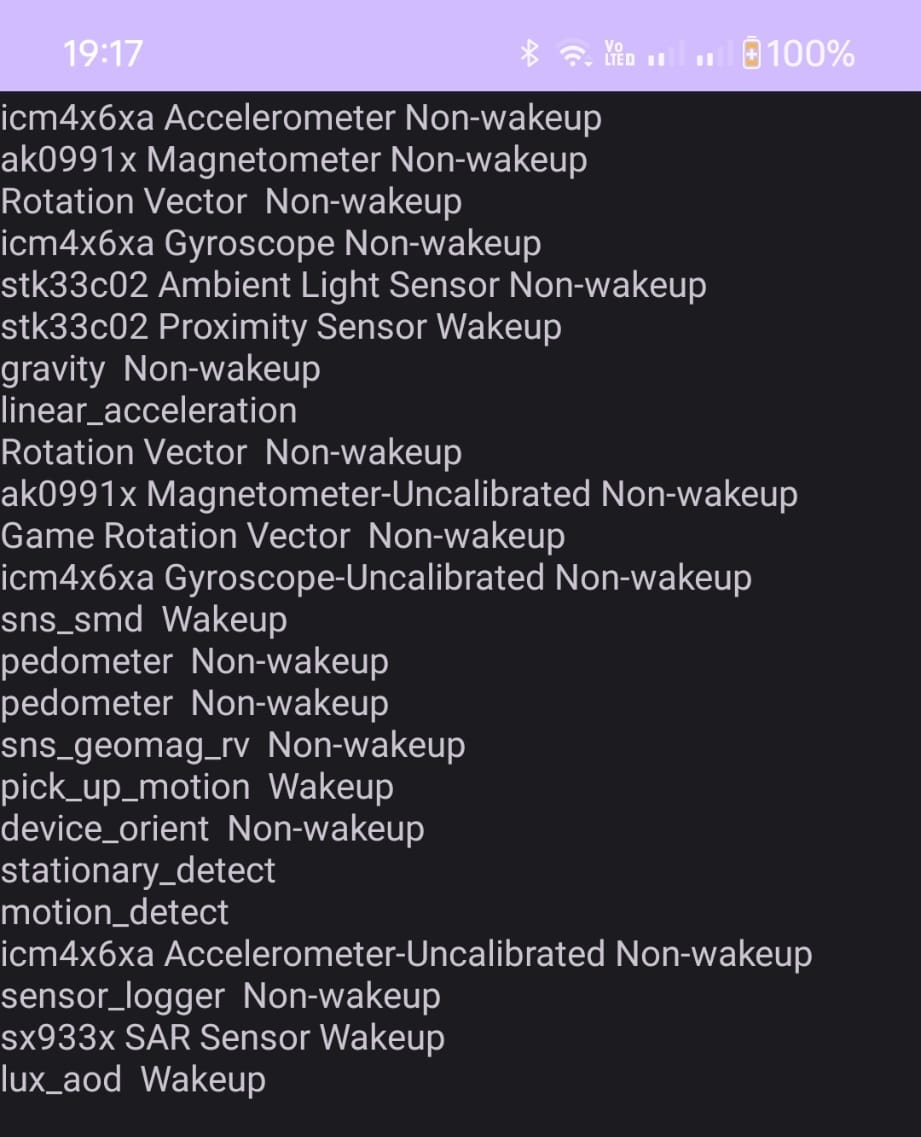 19:17 Vo LTED 100%
icm4x6xa Accelerometer Non-wakeup
ak0991x Magnetometer Non-wakeup
Rotation Vector  Non-wakeup
icm4x6xa Gyroscope Non-wakeup
stk33c02 Ambient Light Sensor Non-wakeup
stk33c02 Proximity Sensor Wakeup
gravity  Non-wakeup
linear_acceleration
Rotation Vector  Non-wakeup
ak0991x Magnetometer-Uncalibrated Non-wakeup
Game Rotation Vector  Non-wakeup
icm4x6xa Gyroscope-Uncalibrated Non-wakeup
sns_smd  Wakeup
pedometer  Non-wakeup
pedometer  Non-wakeup
sns_geomag_rv  Non-wakeup
pick_up_motion  Wakeup
device_orient  Non-wakeup
stationary_detect
motion_detect
icm4x6xa Accelerometer-Uncalibrated Non-wakeup
sensor_logger  Non-wakeup
sx933x SAR Sensor Wakeup
lux_aod  Wakeup